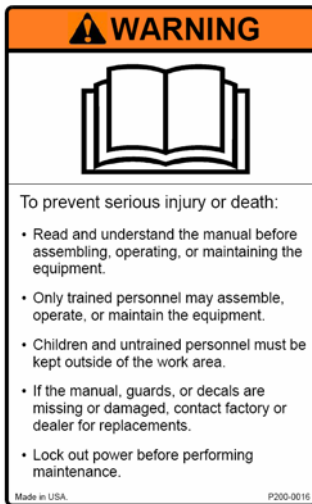 WARNING
To prevent serious injury or death:
• Read and understand the manual before
assembling, operating, or maintaining the
equipment.
• Only trained personnel may assemble,
operate, or maintain the equipment.
• Children and untrained personnel must be
kept outside of the work area.
• If the manual, guards, or decals are
missing or damaged, contact factory or
dealer for replacements.
• Lock out power before performing
maintenance.
Made in USA. P200-0016